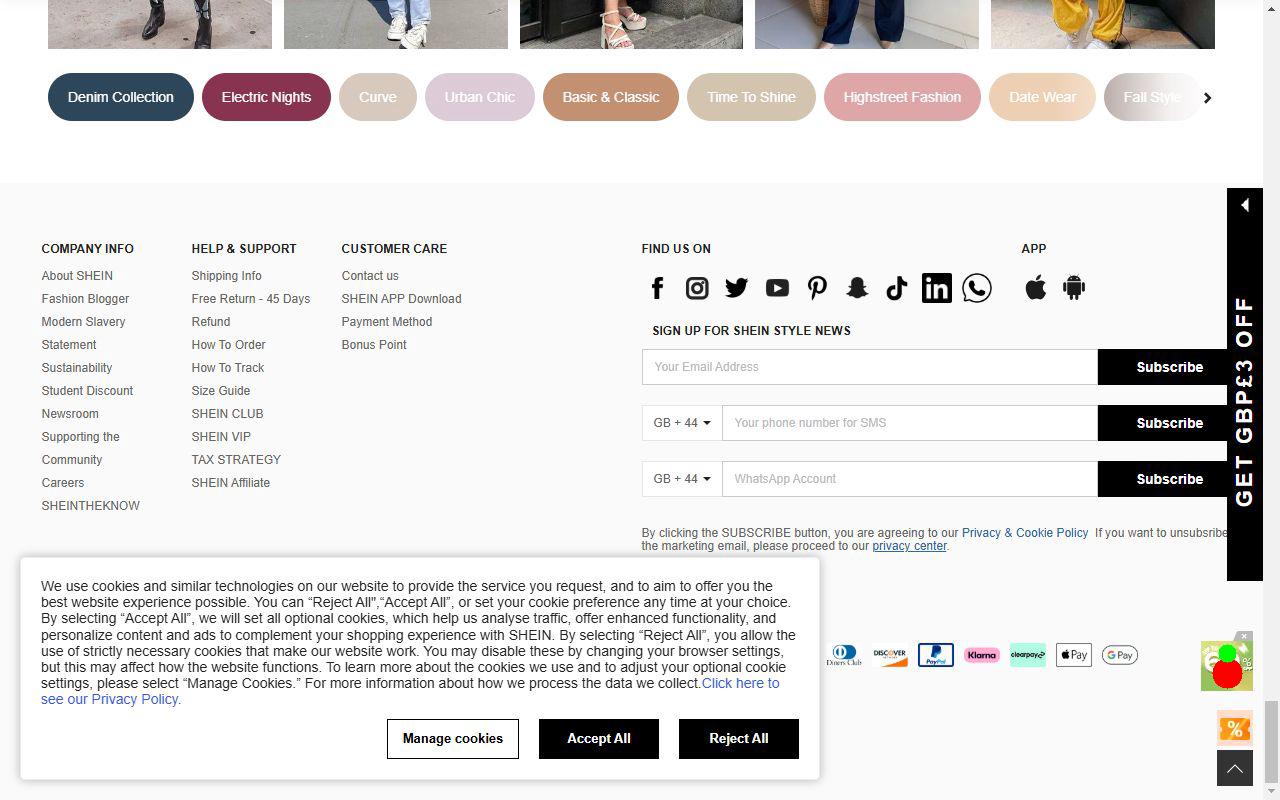 Denim Collection
Electric Nights
Curve
Urban Chic
Basic & Classic
Time To Shine
Highstreet Fashion
Date Wear
Fall Style
COMPANY INFO
About SHEIN
Fashion Blogger
Modern Slavery
Statement
Sustainability
Student Discount
Newsroom
Supporting the
Community
Careers
SHEINTHEKNOW
HELP & SUPPORT
Shipping Info
Free Return - 45 Days
Refund
How To Order
How To Track
Size Guide
SHEIN CLUB
SHEIN VIP
TAX STRATEGY
SHEIN Affiliate
CUSTOMER CARE
Contact us
SHEIN APP Download
Payment Method
Bonus Point
FIND US ON
APP
SIGN UP FOR SHEIN STYLE NEWS
Your Email Address
Subscribe
GB + 44
Your phone number for SMS
Subscribe
GB + 44
WhatsApp Account
Subscribe
By clicking the SUBSCRIBE button, you are agreeing to our Privacy & Cookie Policy If you want to unsubsribe
the marketing email, please proceed to our privacy center.
GET GBP£3 OFF
We use cookies and similar technologies on our website to provide the service you request, and to aim to offer you the
best website experience possible. You can “Reject All",“Accept All”, or set your cookie preference any time at your choice.
By selecting “Accept All”, we will set all optional cookies, which help us analyse traffic, offer enhanced functionality, and
personalize content and ads to complement your shopping experience with SHEIN. By selecting “Reject All”, you allow the
use of strictly necessary cookies that make our website work. You may disable these by changing your browser settings,
but this may affect how the website functions. To learn more about the cookies we use and to adjust your optional cookie
settings, please select “Manage Cookies.” For more information about how we process the data we collect.Click here to
see our Privacy Policy.
Manage cookies
Accept All
Reject All
Diners Club
DISCOVER
PayPal
Klarna
clearpay
Pay
G Pay
%